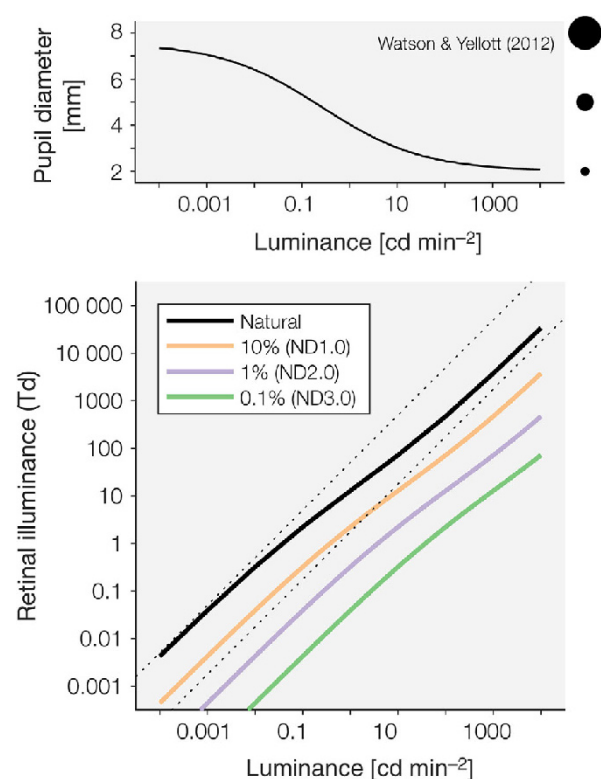 Watson & Yellott (2012)
Pupil diameter
[mm]
8
6
4
2
0.001 0.1 10 1000
Luminance [cd min–2]
Retinal illuminance (Td)
100 000
10 000
1000
100
10
1
0.1
0.01
0.001
Natural
10% (ND1.0)
1% (ND2.0)
0.1% (ND3.0)
0.001 0.1 10 1000
Luminance [cd min–2]